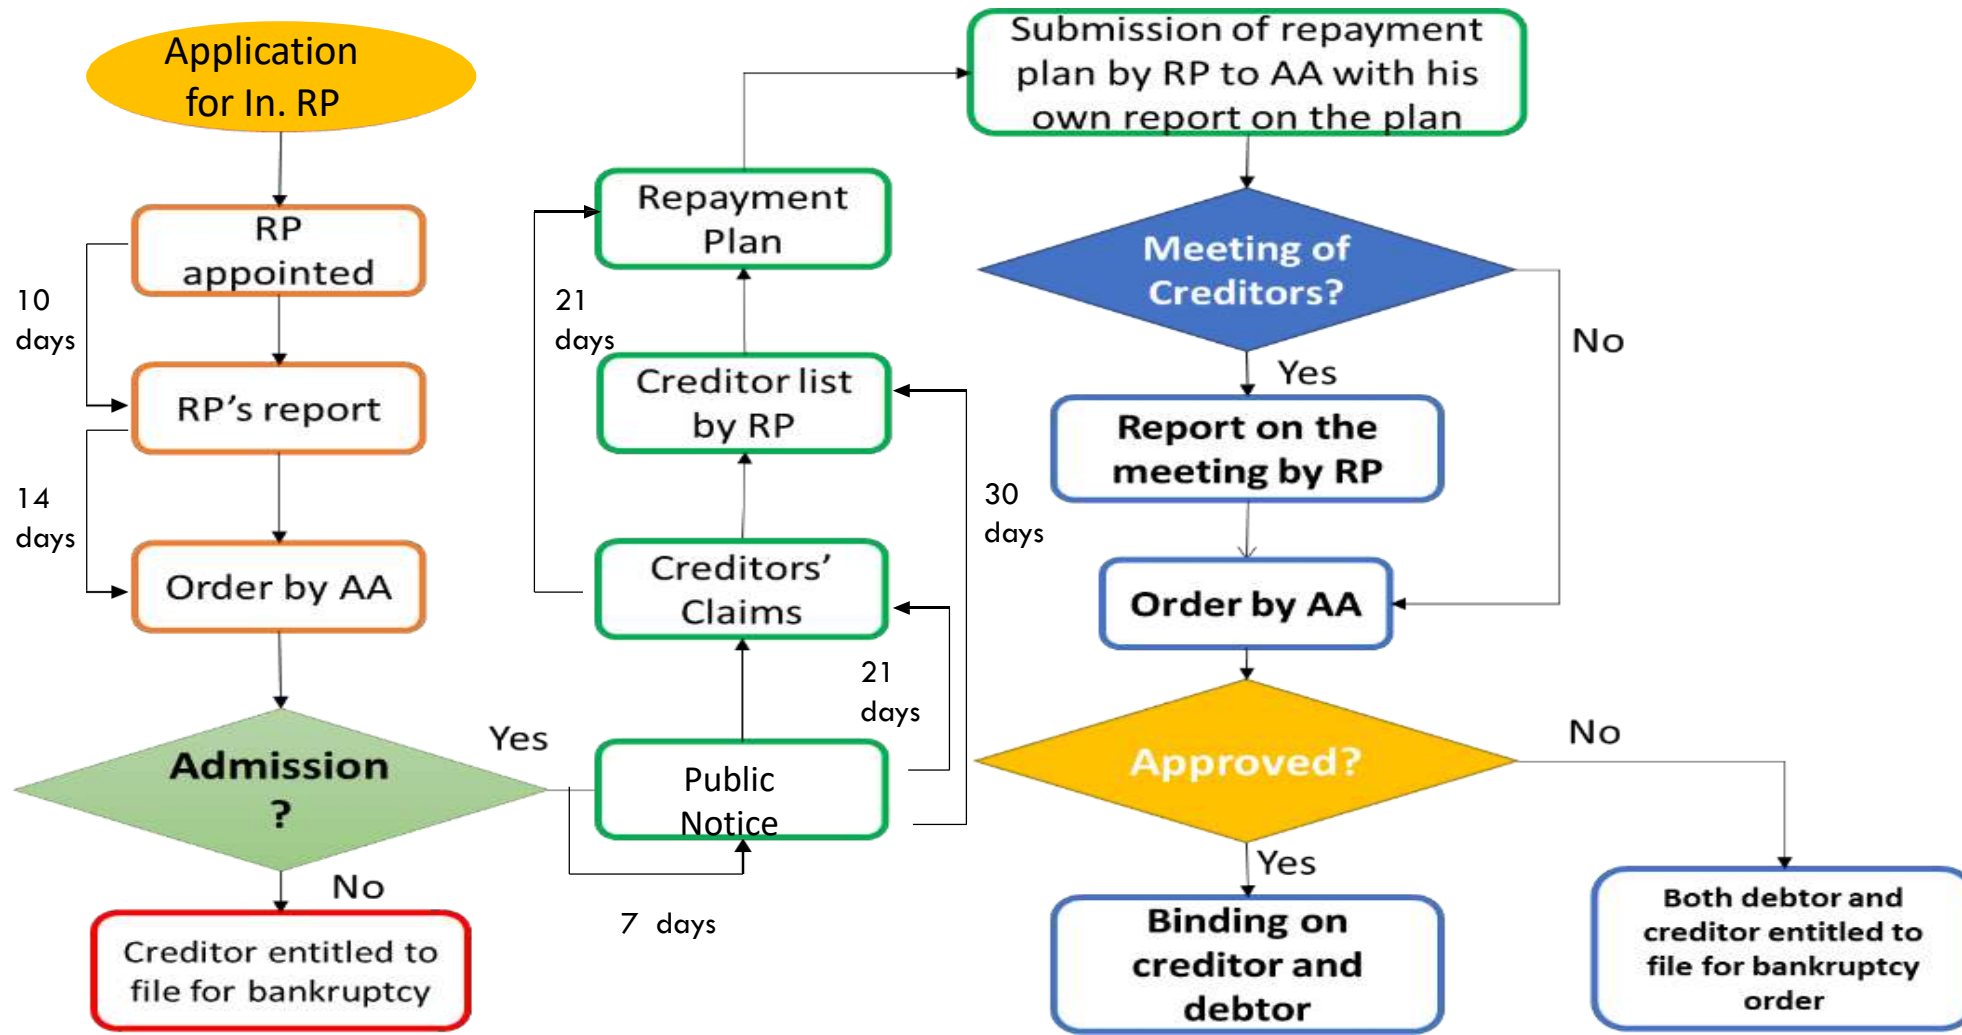 Application
for In. RP
RP
appointed
10
days
RP's report
14
days
Order by AA
Admission
?
Yes
No
Creditor entitled to
file for bankruptcy
7 days
Public
Notice
21
days
Creditors'
Claims
30
days
Creditor list
by RP
21
days
Repayment
Plan
Submission of repayment
plan by RP to AA with his
own report on the plan
Meeting of
Creditors?
No
Yes
Report on the
meeting by RP
Order by AA
Approved?
No
Yes
Binding on
creditor and
debtor
Both debtor and
creditor entitled to
file for bankruptcy
order